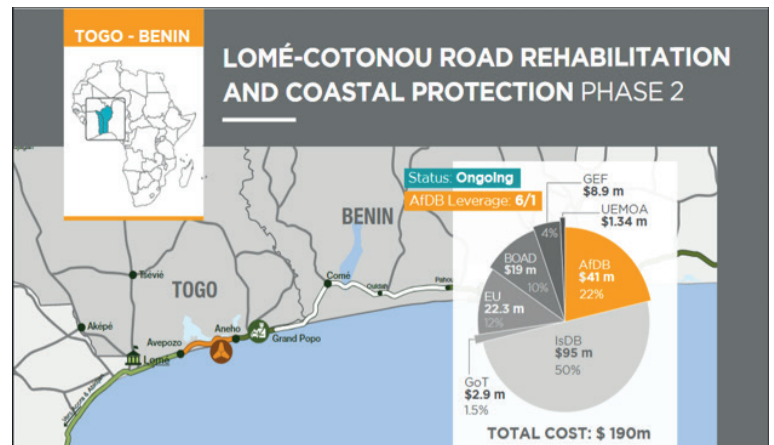 TOGO - BENIN
LOMÉ-COTONOU ROAD REHABILITATION
AND COASTAL PROTECTION PHASE 2
Status: Ongoing
AfDB Leverage: 6/1
GEF
$8.9 m
UEMOA
$1.34 m
4%
BOAD
$19 m
10%
AfDB
$41 m
22%
EU
22.3 m
12%
IsDB
$95 m
50%
GoT
$2.9 m
1.5%
TOTAL COST: $ 190m
BENIN
TOGO
Tsévié
Comé
Ouidah
Aképé
Aneho
Grand Popo
Avepozo
Lomé